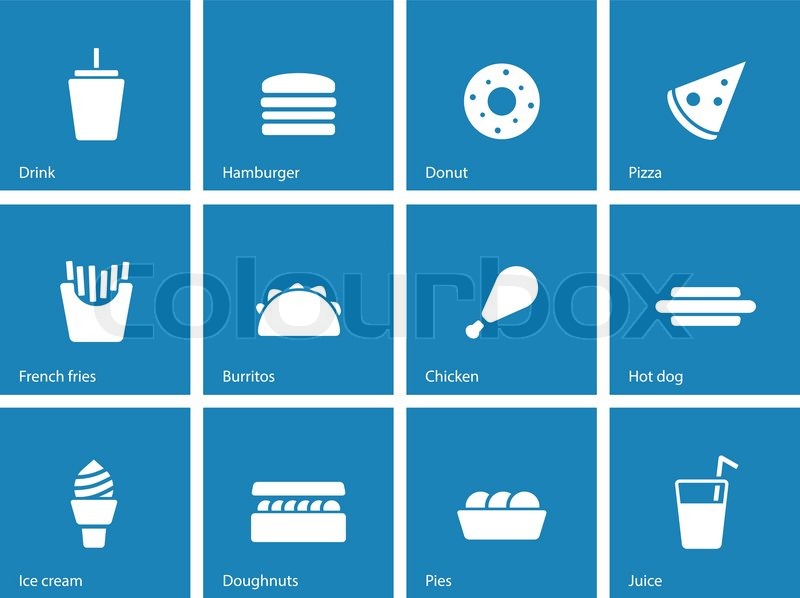 Drink
Hamburger
Donut
Pizza
colourbox
French fries
Burritos
Chicken
Hot dog
Ice cream
Doughnuts
Pies
Juice